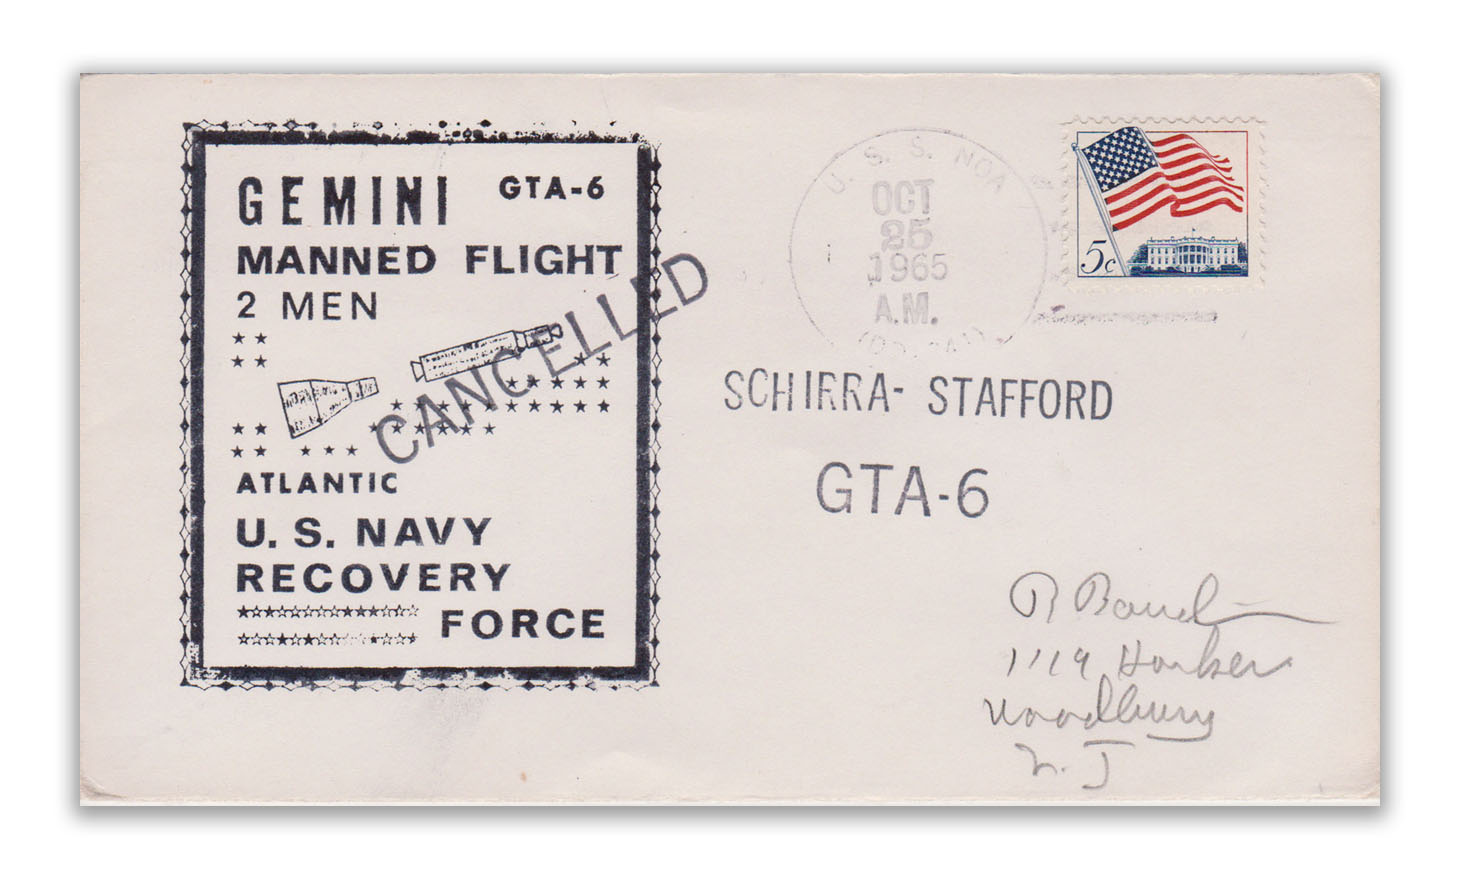 GEMINI GTA-6
MANNED FLIGHT
2 MEN
CANCELLED
ATLANTIC
U. S. NAVY
RECOVERY
FORCE
U. S. S. NOA
OCT
25
1965
A.M.
5c
SCHIRRA- STAFFORD
GTA-6
1119
Woodbury
N. J